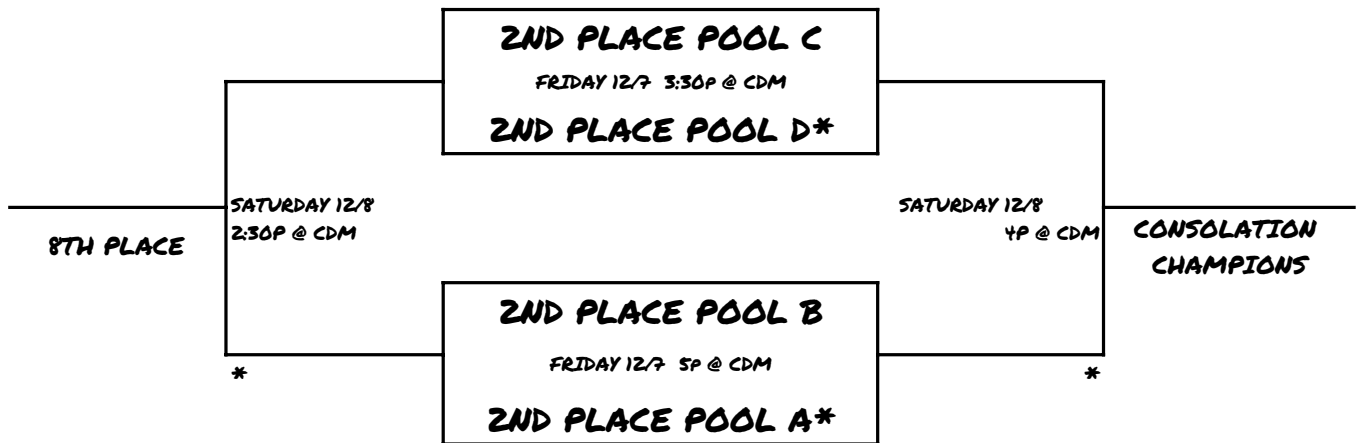 2ND PLACE POOL C
FRIDAY 12/7 3:30P @ CDM
2ND PLACE POOL D*
SATURDAY 12/8
2:30P @ CDM
8TH PLACE
SATURDAY 12/8
4P @ CDM
CONSOLATION
CHAMPIONS
2ND PLACE POOL B
FRIDAY 12/7 5P @ CDM
2ND PLACE POOL A*
*
*